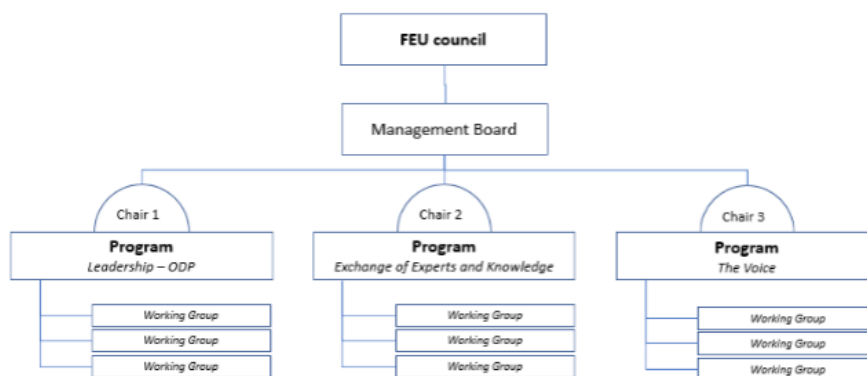 FEU council
Management Board
Chair 1
Program
Leadership – ODP
Working Group
Working Group
Working Group
Chair 2
Program
Exchange of Experts and Knowledge
Working Group
Working Group
Working Group
Chair 3
Program
The Voice
Working Group
Working Group
Working Group